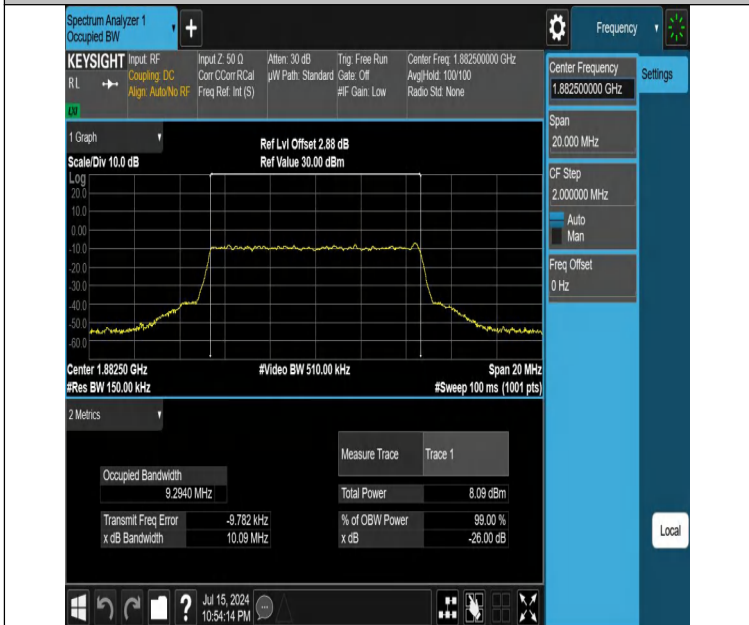 Spectrum Analyzer 1
Occupied BW
Frequency
KEYSIGHT
R L
LXI
Input: RF
Coupling: DC
Align: Auto/No RF
Input Z: 50 Ω
Corr CCorr RCal
Freq Ref: Int (S)
Atten: 30 dB
µW Path: Standard
Trig: Free Run
Gate: Off
#IF Gain: Low
Center Freq: 1.882500000 GHz
Avg|Hold: 100/100
Radio Std: None
Center Frequency
1.882500000 GHz
Settings
Span
20.000 MHz
CF Step
2.000000 MHz
Auto
Man
Freq Offset
0 Hz
1 Graph
Scale/Div 10.0 dB
Ref Lvl Offset 2.88 dB
Ref Value 30.00 dBm
Log
20.0
10.0
0.00
-10.0
-20.0
-30.0
-40.0
-50.0
-60.0
Center 1.88250 GHz
#Video BW 510.00 kHz
Span 20 MHz
#Res BW 150.00 kHz
#Sweep 100 ms (1001 pts)
2 Metrics
Measure Trace
Trace 1
Occupied Bandwidth
9.2940 MHz
Total Power
8.09 dBm
Transmit Freq Error
-9.782 kHz
% of OBW Power
99.00 %
x dB Bandwidth
10.09 MHz
x dB
-26.00 dB
Local
?
Jul 15, 2024
10:54:14 PM